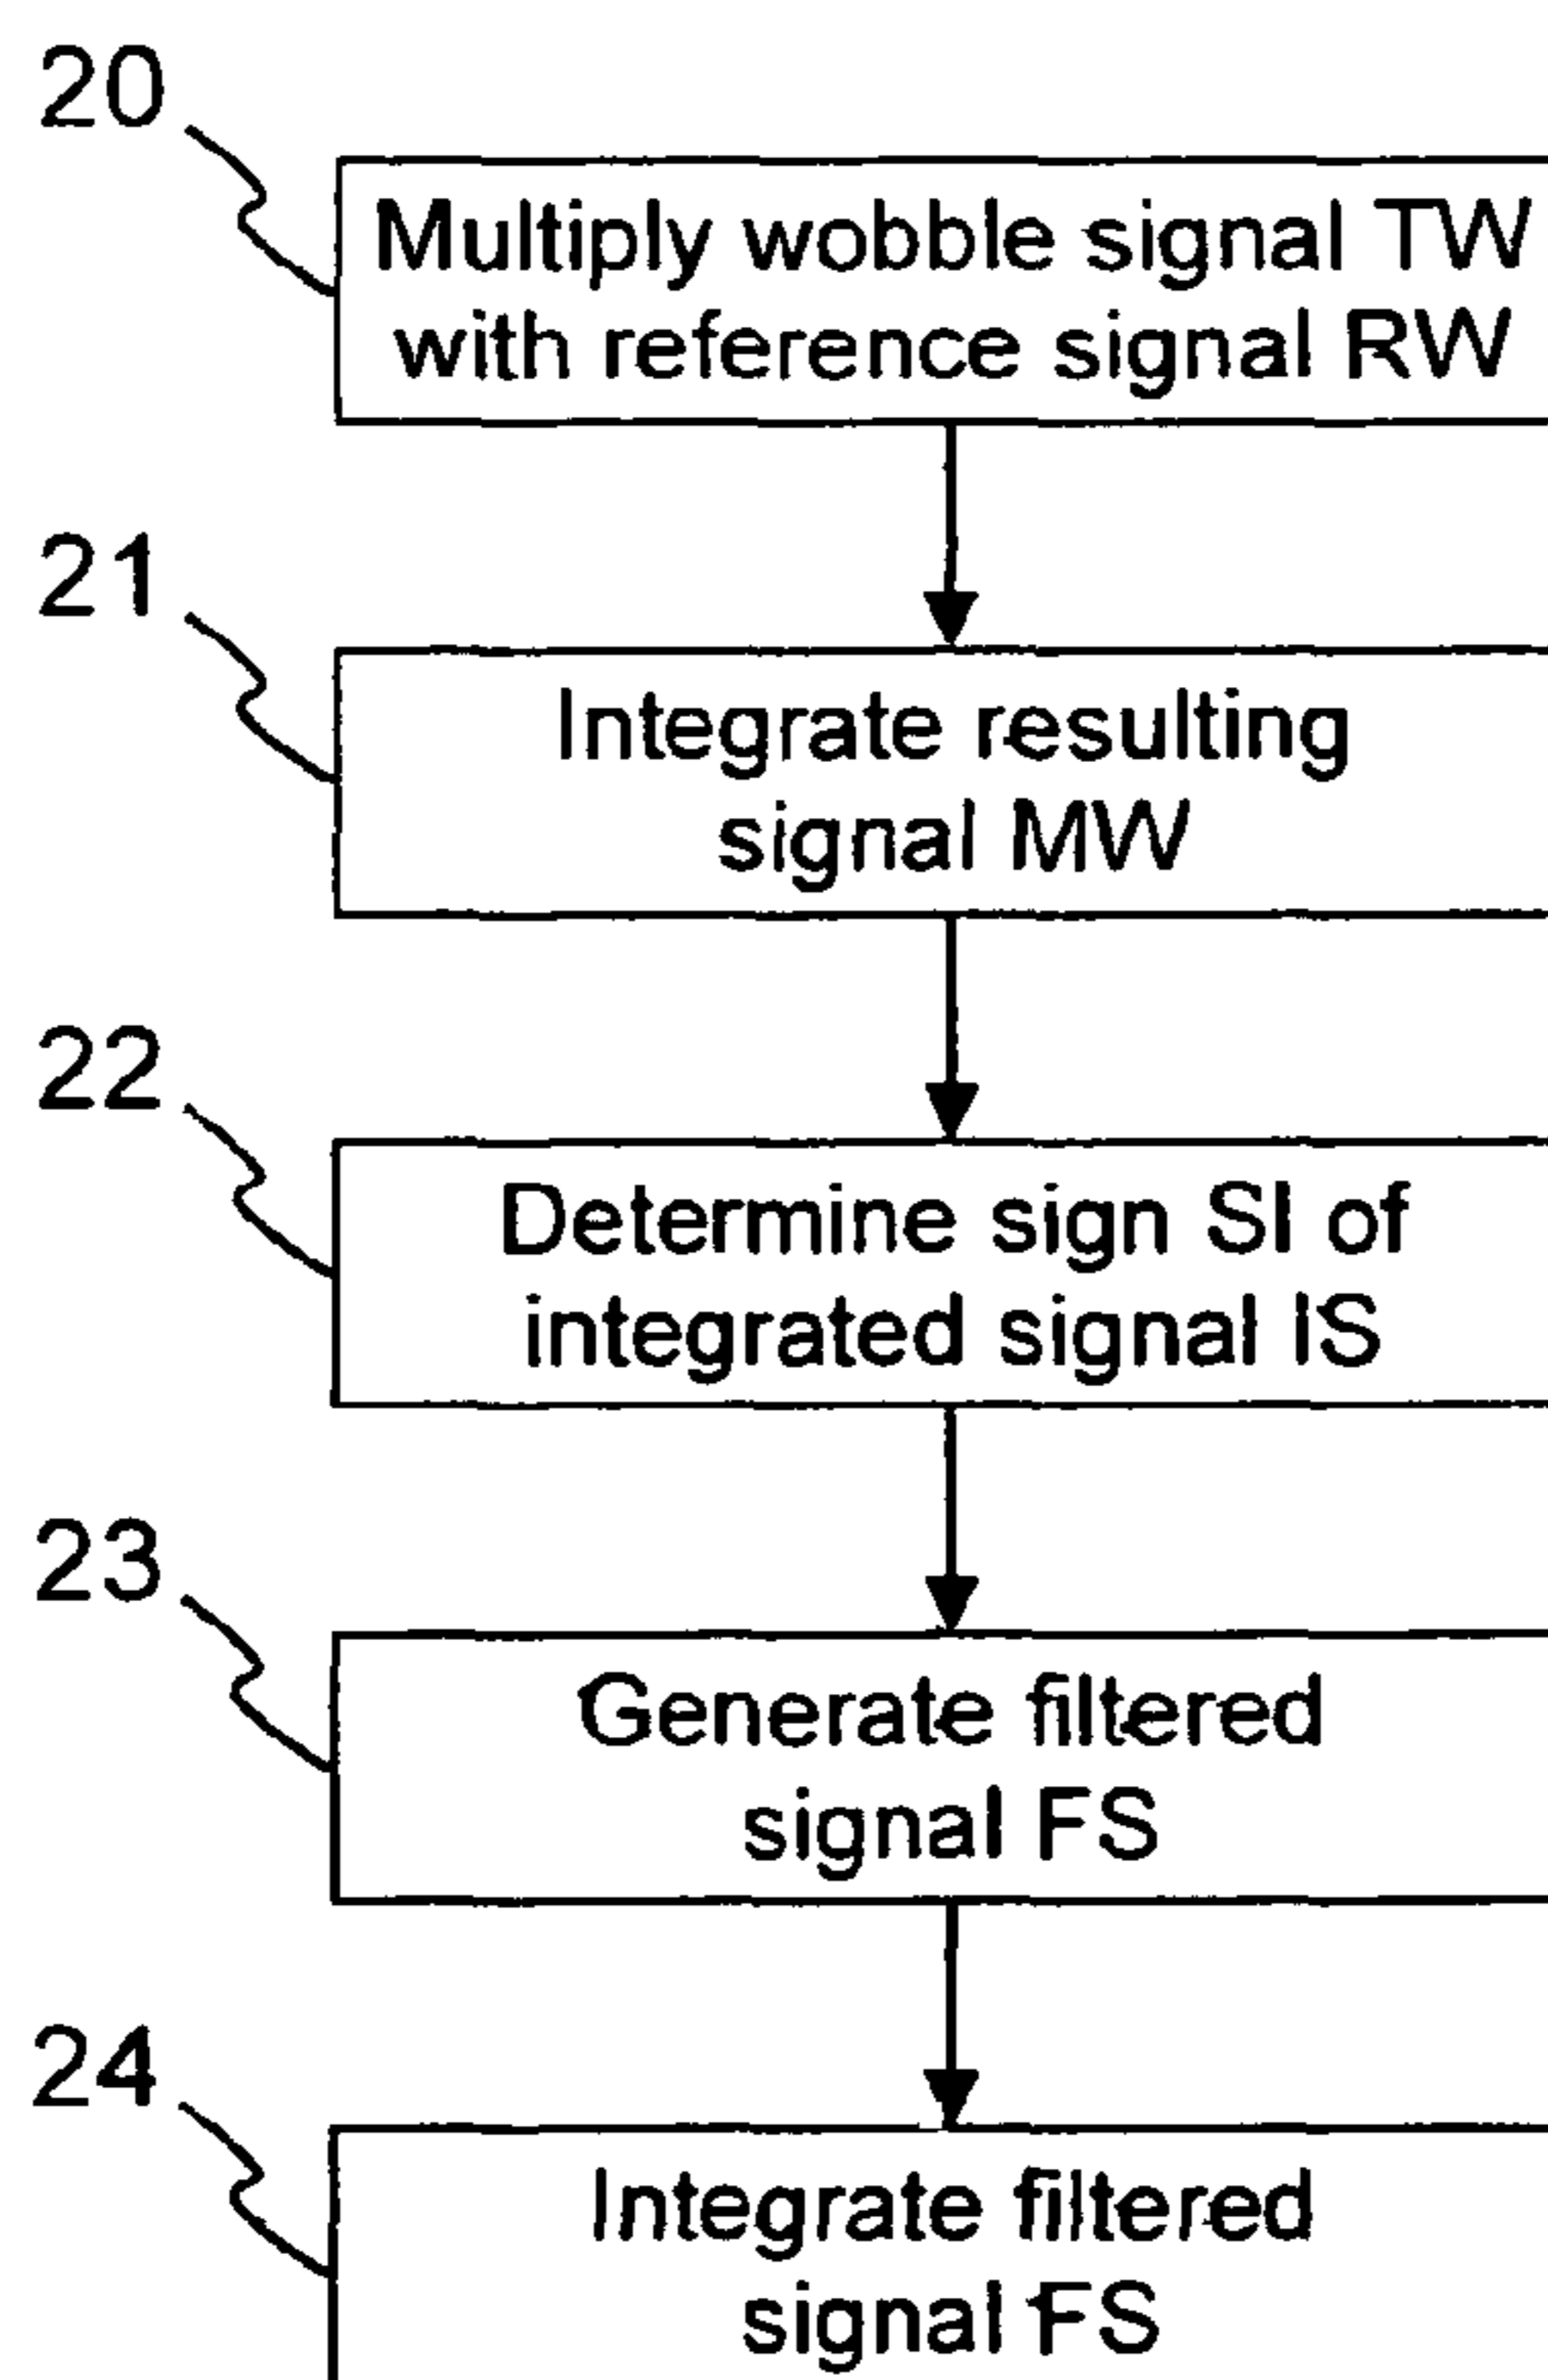 20
Multiply wobble signal TW
with reference signal RW
21
Integrate resulting
signal MW
22
Determine sign SI of
integrated signal IS
23
Generate filtered
signal FS
24
Integrate filtered
signal FS